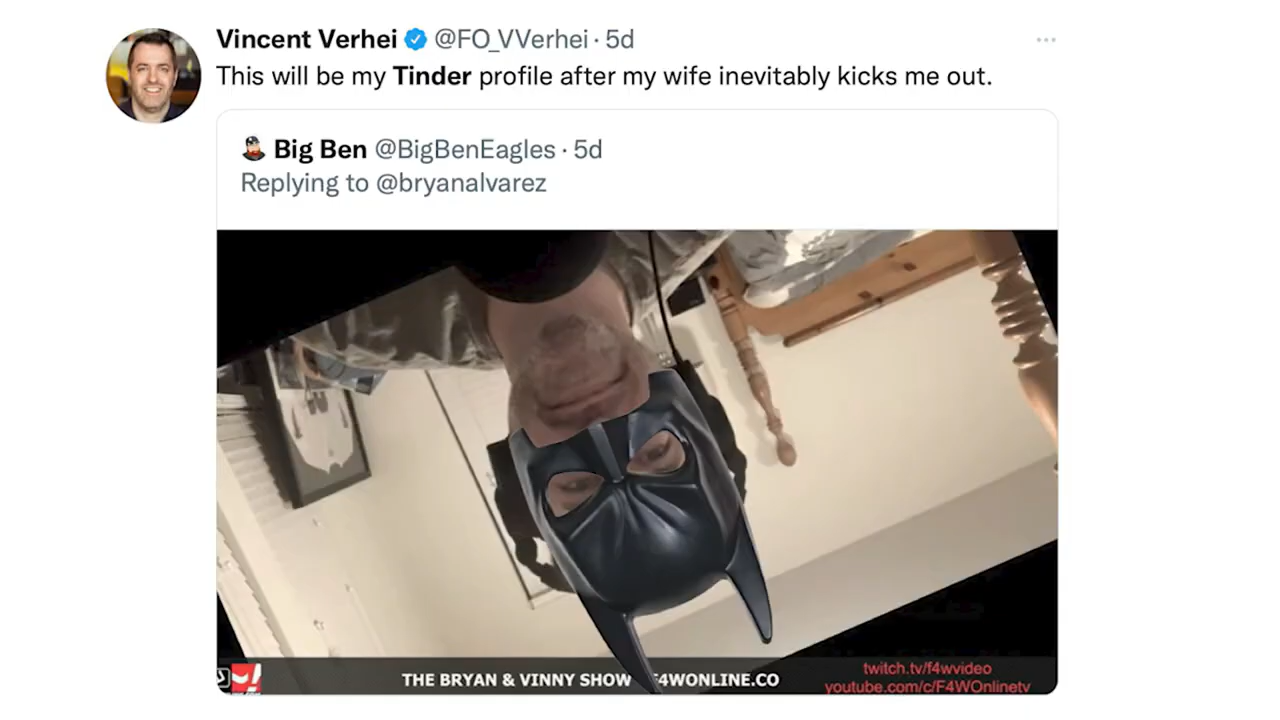 Vincent Verhei @FO_VVerhei · 5d
This will be my Tinder profile after my wife inevitably kicks me out.
Big Ben @BigBenEagles · 5d
Replying to @bryanalvarez
THE BRYAN & VINNY SHOW F4WONLINE.CO
twitch.tv/f4wvideo
youtube.com/c/F4WOnlinetv